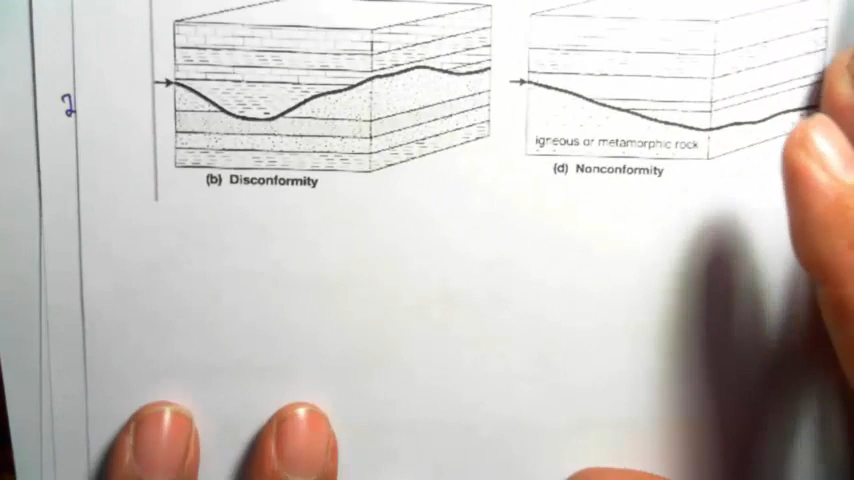 igneous or metamorphic rock
(b) Disconformity
(d) Nonconformity